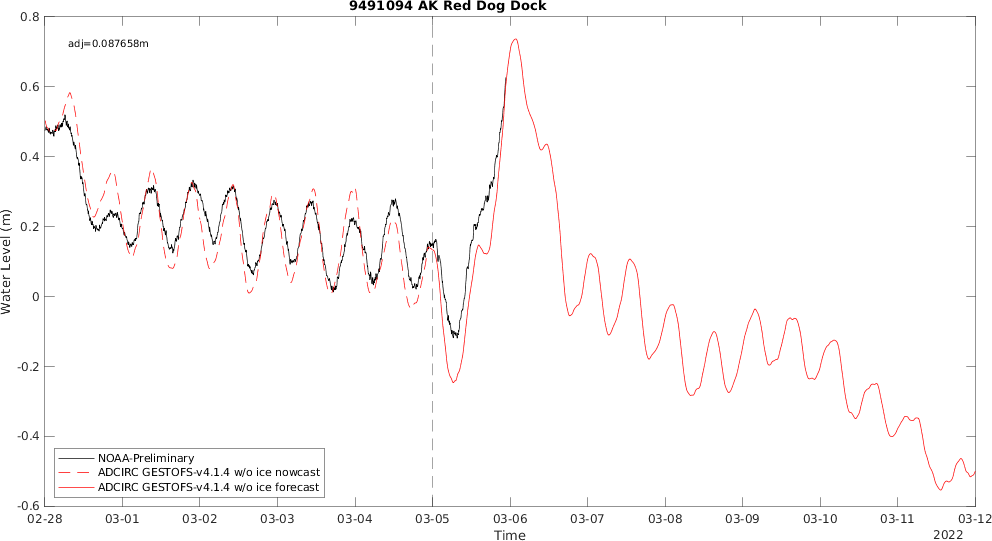 9491094 AK Red Dog Dock
adj=0.087658m
Water Level (m)
0.8
0.6
0.4
0.2
0
-0.2
-0.4
-0.6
NOAA-Preliminary
ADCIRC GESTOFS-v4.1.4 w/o ice nowcast
ADCIRC GESTOFS-v4.1.4 w/o ice forecast
02-28 03-01 03-02 03-03 03-04 03-05 03-06 03-07 03-08 03-09 03-10 03-11 03-12
Time
2022